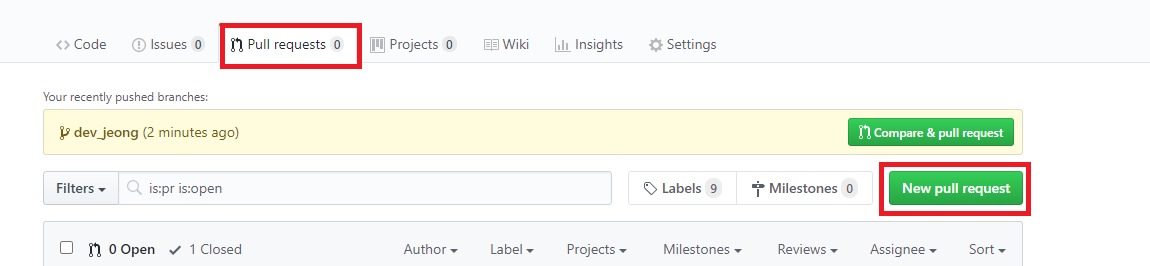 Code Issues 0 Pull requests 0 Projects 0 Wiki Insights Settings
Your recently pushed branches:
dev_jeong (2 minutes ago) Compare & pull request
Filters is:pr is:open Labels 9 Milestones 0 New pull request
0 Open 1 Closed Author Label Projects Milestones Reviews Assignee Sort